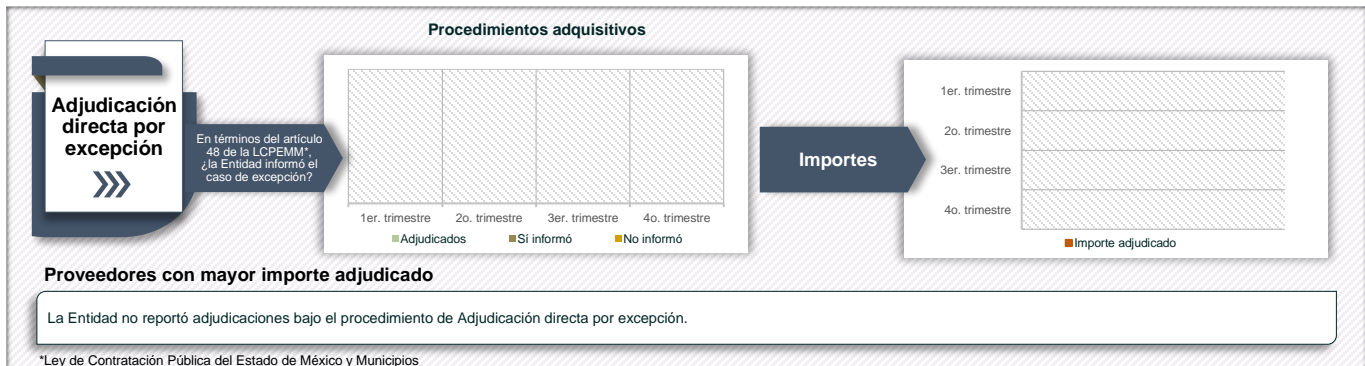 Procedimientos adquisitivos
Adjudicación
directa por
excepción
En términos del artículo
48 de la LCPEMM*,
¿la Entidad informó el
caso de excepción?
1er. trimestre
2o. trimestre
3er. trimestre
4o. trimestre
Adjudicados
Sí informó
No informó
Importes
1er. trimestre
2o. trimestre
3er. trimestre
4o. trimestre
Importe adjudicado
Proveedores con mayor importe adjudicado
La Entidad no reportó adjudicaciones bajo el procedimiento de Adjudicación directa por excepción.
*Ley de Contratación Pública del Estado de México y Municipios